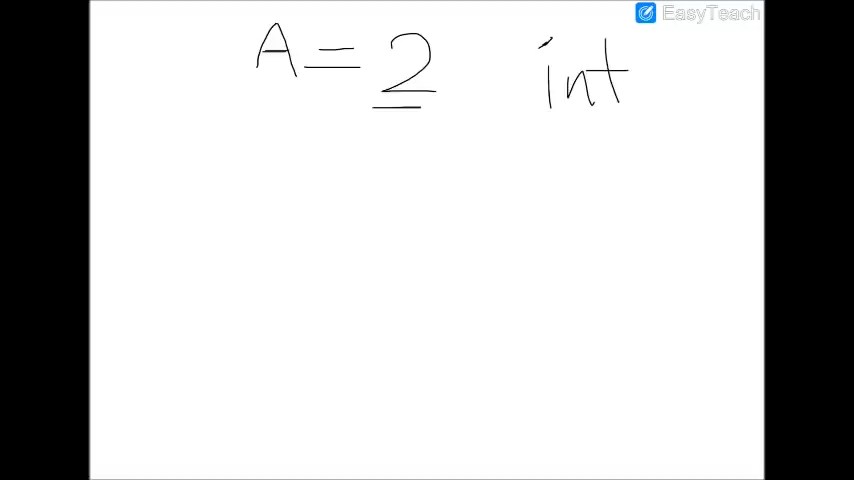 EasyTeach
A = 2 int